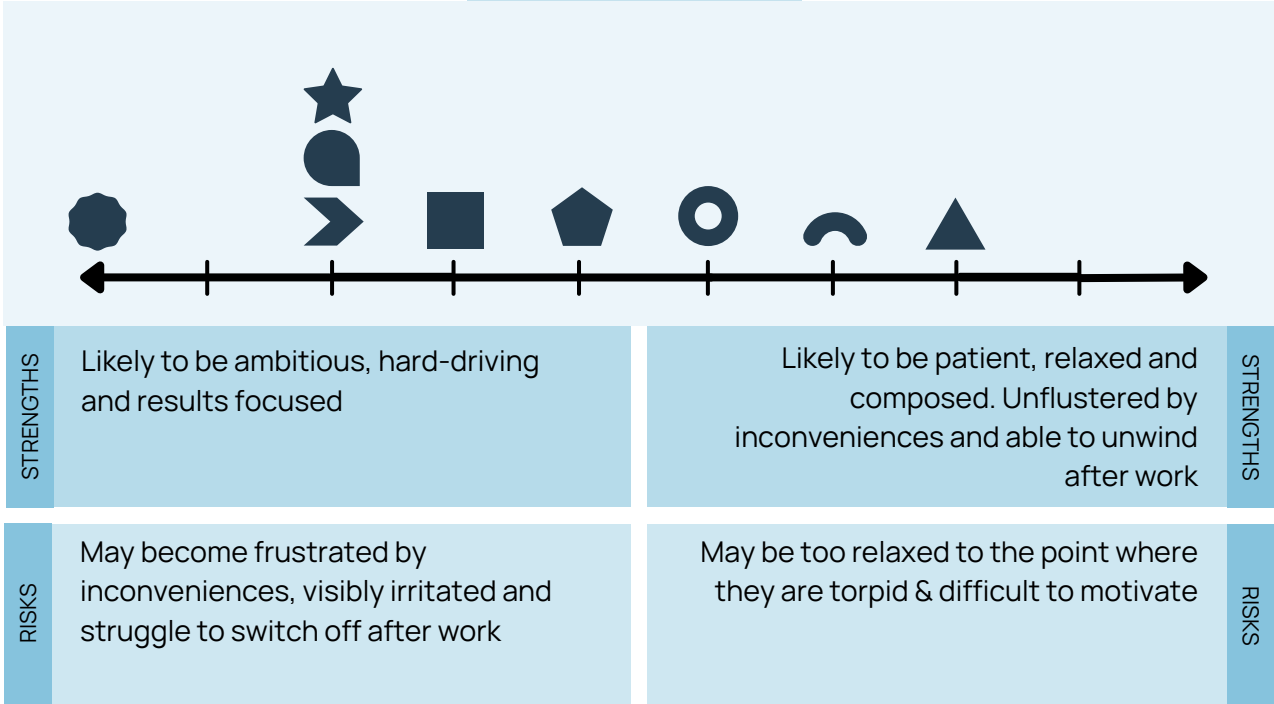 STRENGTHS
Likely to be ambitious, hard-driving
and results focused
Likely to be patient, relaxed and
composed. Unflustered by
inconveniences and able to unwind
after work
STRENGTHS
RISKS
May become frustrated by
inconveniences, visibly irritated and
struggle to switch off after work
May be too relaxed to the point where
they are torpid & difficult to motivate
RISKS